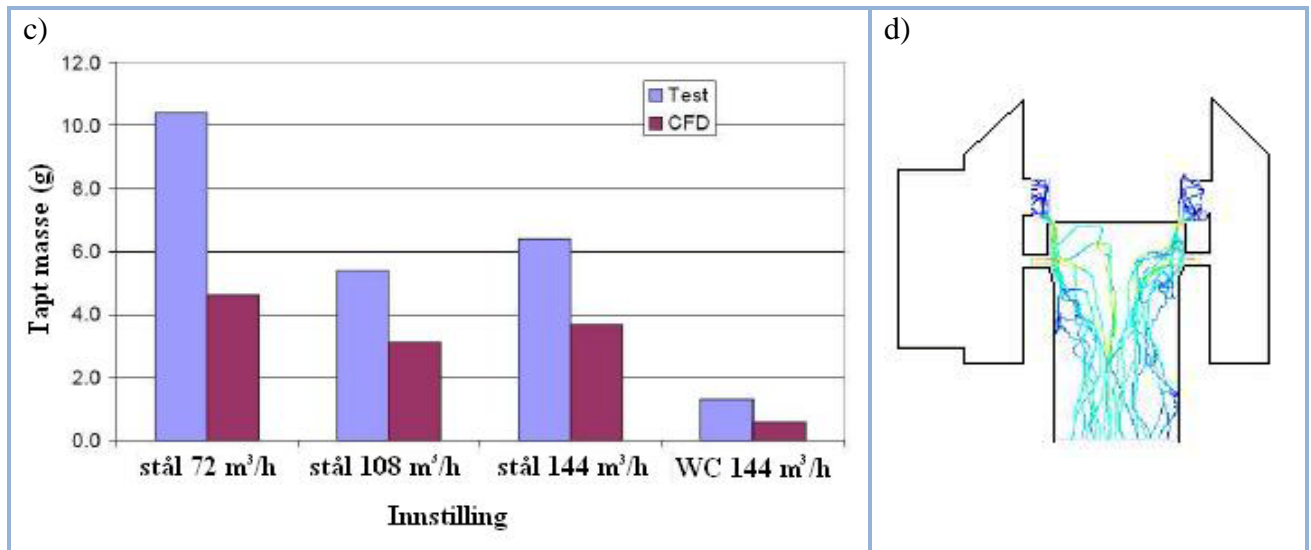 c)
12.0
10.0
8.0
6.0
4.0
2.0
0.0
Tapt masse (g)
Test
CFD
stål 72 m³/h
stål 108 m³/h
stål 144 m³/h
WC 144 m³/h
Innstilling
d)